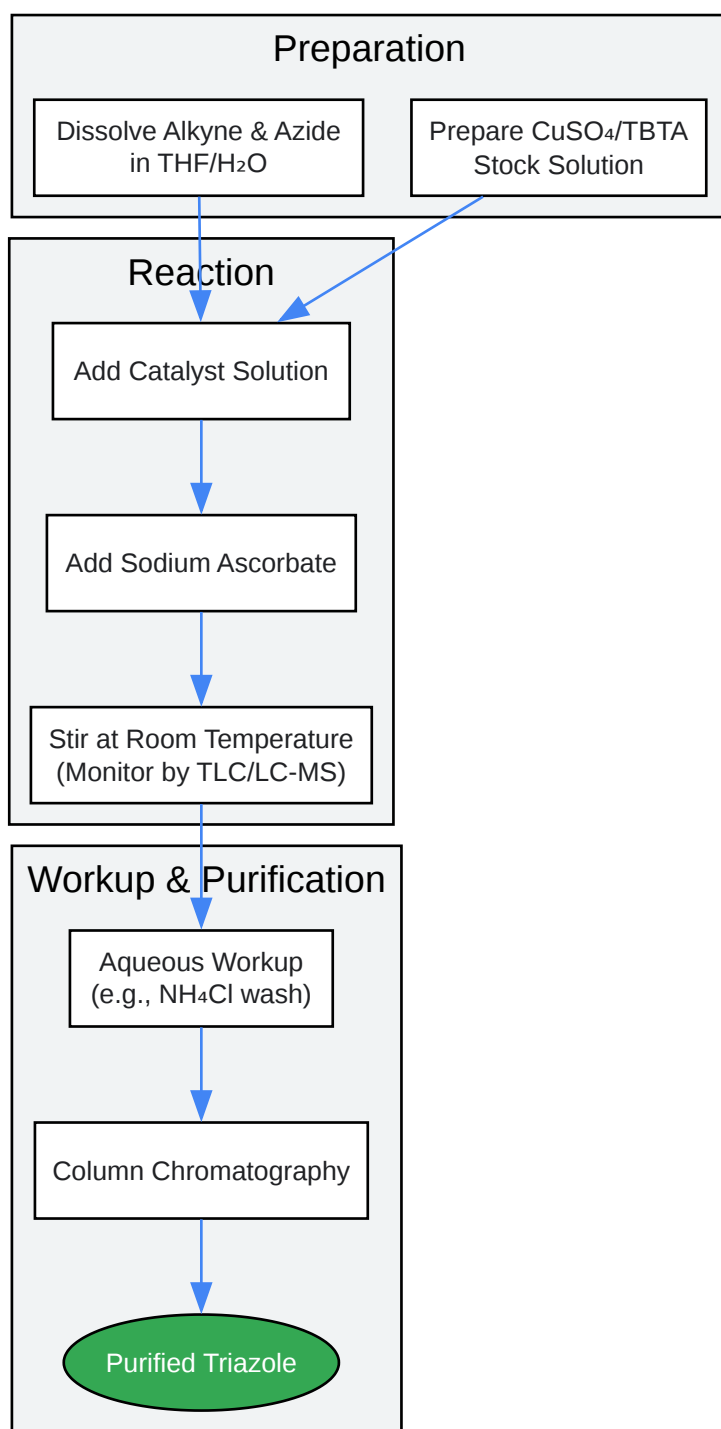 Preparation
Dissolve Alkyne & Azide
in THF/H₂O
Prepare CuSO₄/TBTA
Stock Solution
Reaction
Add Catalyst Solution
Add Sodium Ascorbate
Stir at Room Temperature
(Monitor by TLC/LC-MS)
Workup & Purification
Aqueous Workup
(e.g., NH₄Cl wash)
Column Chromatography
Purified Triazole